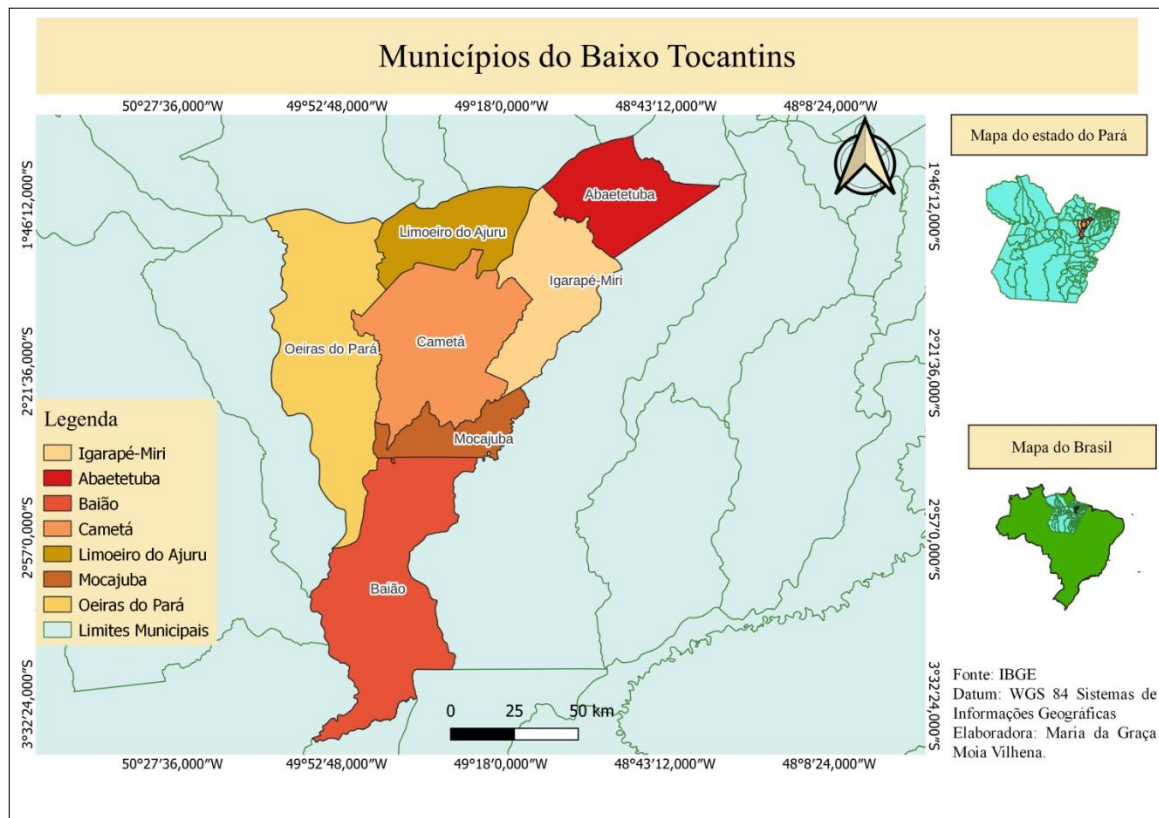 Municípios do Baixo Tocantins
50°27′36,000″W
49°52′48,000″W
49°18′0,000″W
48°43′12,000″W
48°8′24,000″W
1°46′12,000″S
2°21′36,000″S
2°57′0,000″S
3°32′24,000″S
Abaetetuba
Limoeiro do Ajuru
Igarapé-Miri
Oeiras do Pará
Cametá
Mocajuba
Baião
Legenda
Igarapé-Miri
Abaetetuba
Baião
Cametá
Limoeiro do Ajuru
Mocajuba
Oeiras do Pará
Limites Municipais
0 25 50 km
1°46′12,000″S
2°21′36,000″S
2°57′0,000″S
3°32′24,000″S
50°27′36,000″W
49°52′48,000″W
49°18′0,000″W
48°43′12,000″W
48°8′24,000″W
Mapa do estado do Pará
Mapa do Brasil
Fonte: IBGE
Datum: WGS 84 Sistemas de
Informações Geográficas
Elaboradora: Maria da Graça
Moia Vilhena.